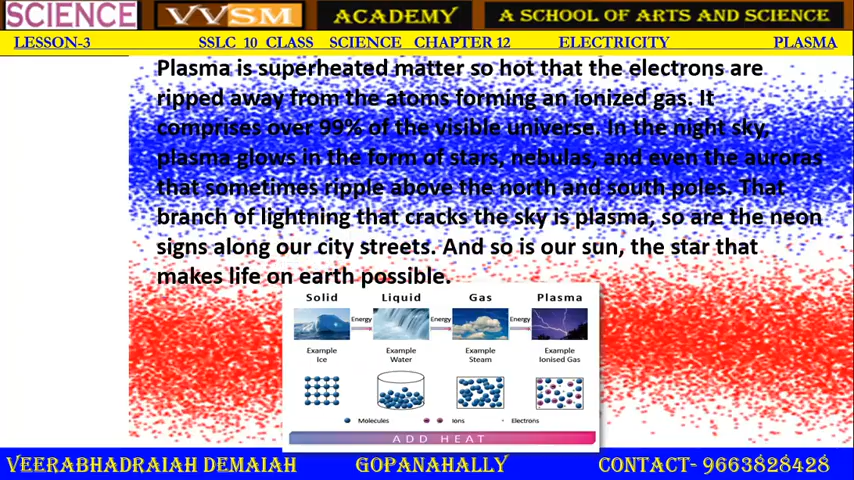 SCIENCE VVSM ACADEMY A SCHOOL OF ARTS AND SCIENCE
LESSON-3 SSLC 10 CLASS SCIENCE CHAPTER 12 ELECTRICITY PLASMA
Plasma is superheated matter so hot that the electrons are
ripped away from the atoms forming an ionized gas. It
comprises over 99% of the visible universe. In the night sky,
plasma glows in the form of stars, nebulas, and even the auroras
that sometimes ripple above the north and south poles. That
branch of lightning that cracks the sky is plasma, so are the neon
signs along our city streets. And so is our sun, the star that
makes life on earth possible.
Solid Liquid Gas Plasma
Energy Energy Energy
Example Example Example Example
Ice Water Steam Ionised Gas
Molecules Ions Electrons
ADD HEAT
VEERABHADRAIAH DEMAIAH GOPANAHALLY CONTACT- 9663828428